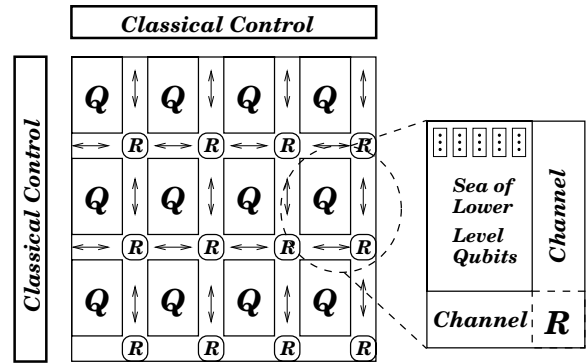 Classical Control
Classical Control
Q Q Q Q
R R R R
Q Q Q Q
R R R R
Q Q Q Q
R R R R
Sea of
Lower
Level
Qubits
Channel
Channel
R